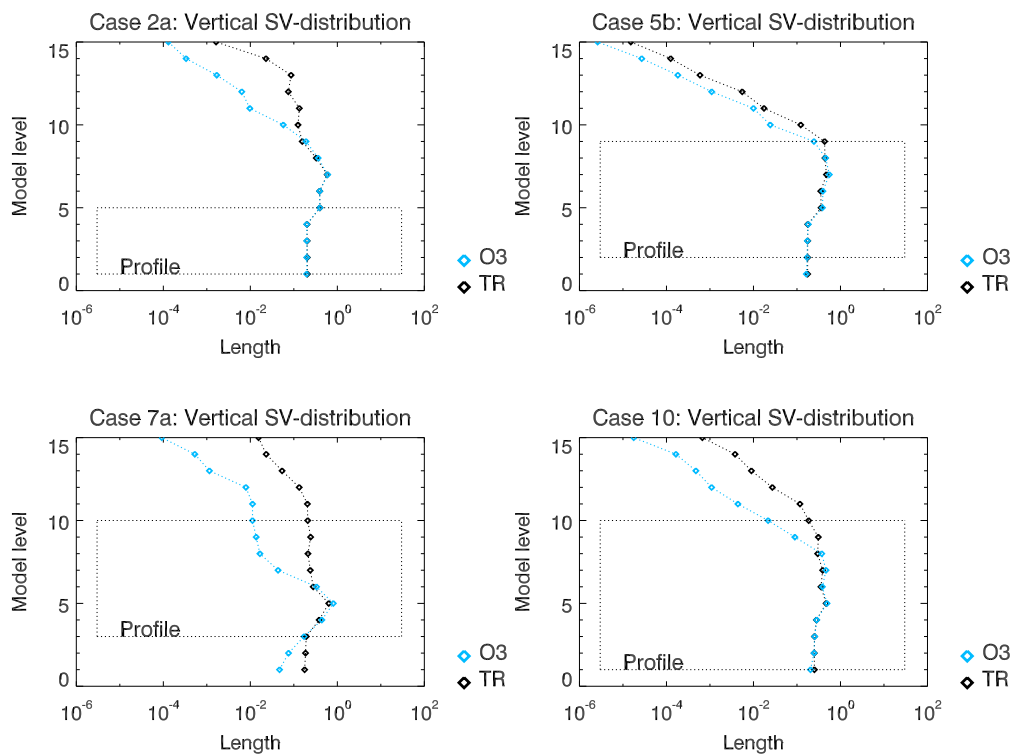 Case 2a: Vertical SV-distribution
15
10
5
0
Model level
Profile
O3
TR
10^-6 10^-4 10^-2 10^0 10^2
Length
Case 5b: Vertical SV-distribution
15
10
5
0
Model level
Profile
O3
TR
10^-6 10^-4 10^-2 10^0 10^2
Length
Case 7a: Vertical SV-distribution
15
10
5
0
Model level
Profile
O3
TR
10^-6 10^-4 10^-2 10^0 10^2
Length
Case 10: Vertical SV-distribution
15
10
5
0
Model level
Profile
O3
TR
10^-6 10^-4 10^-2 10^0 10^2
Length